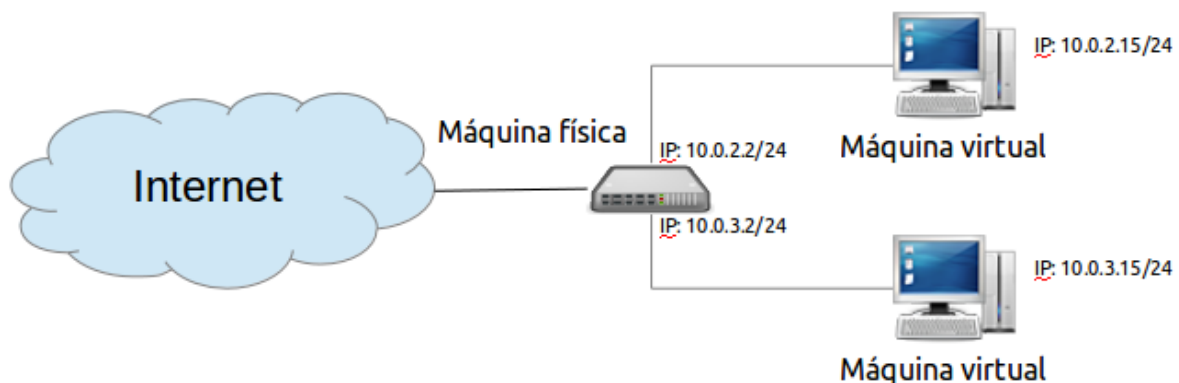 IP: 10.0.2.15/24
Máquina física
IP: 10.0.2.2/24
Máquina virtual
Internet
IP: 10.0.3.2/24
IP: 10.0.3.15/24
Máquina virtual